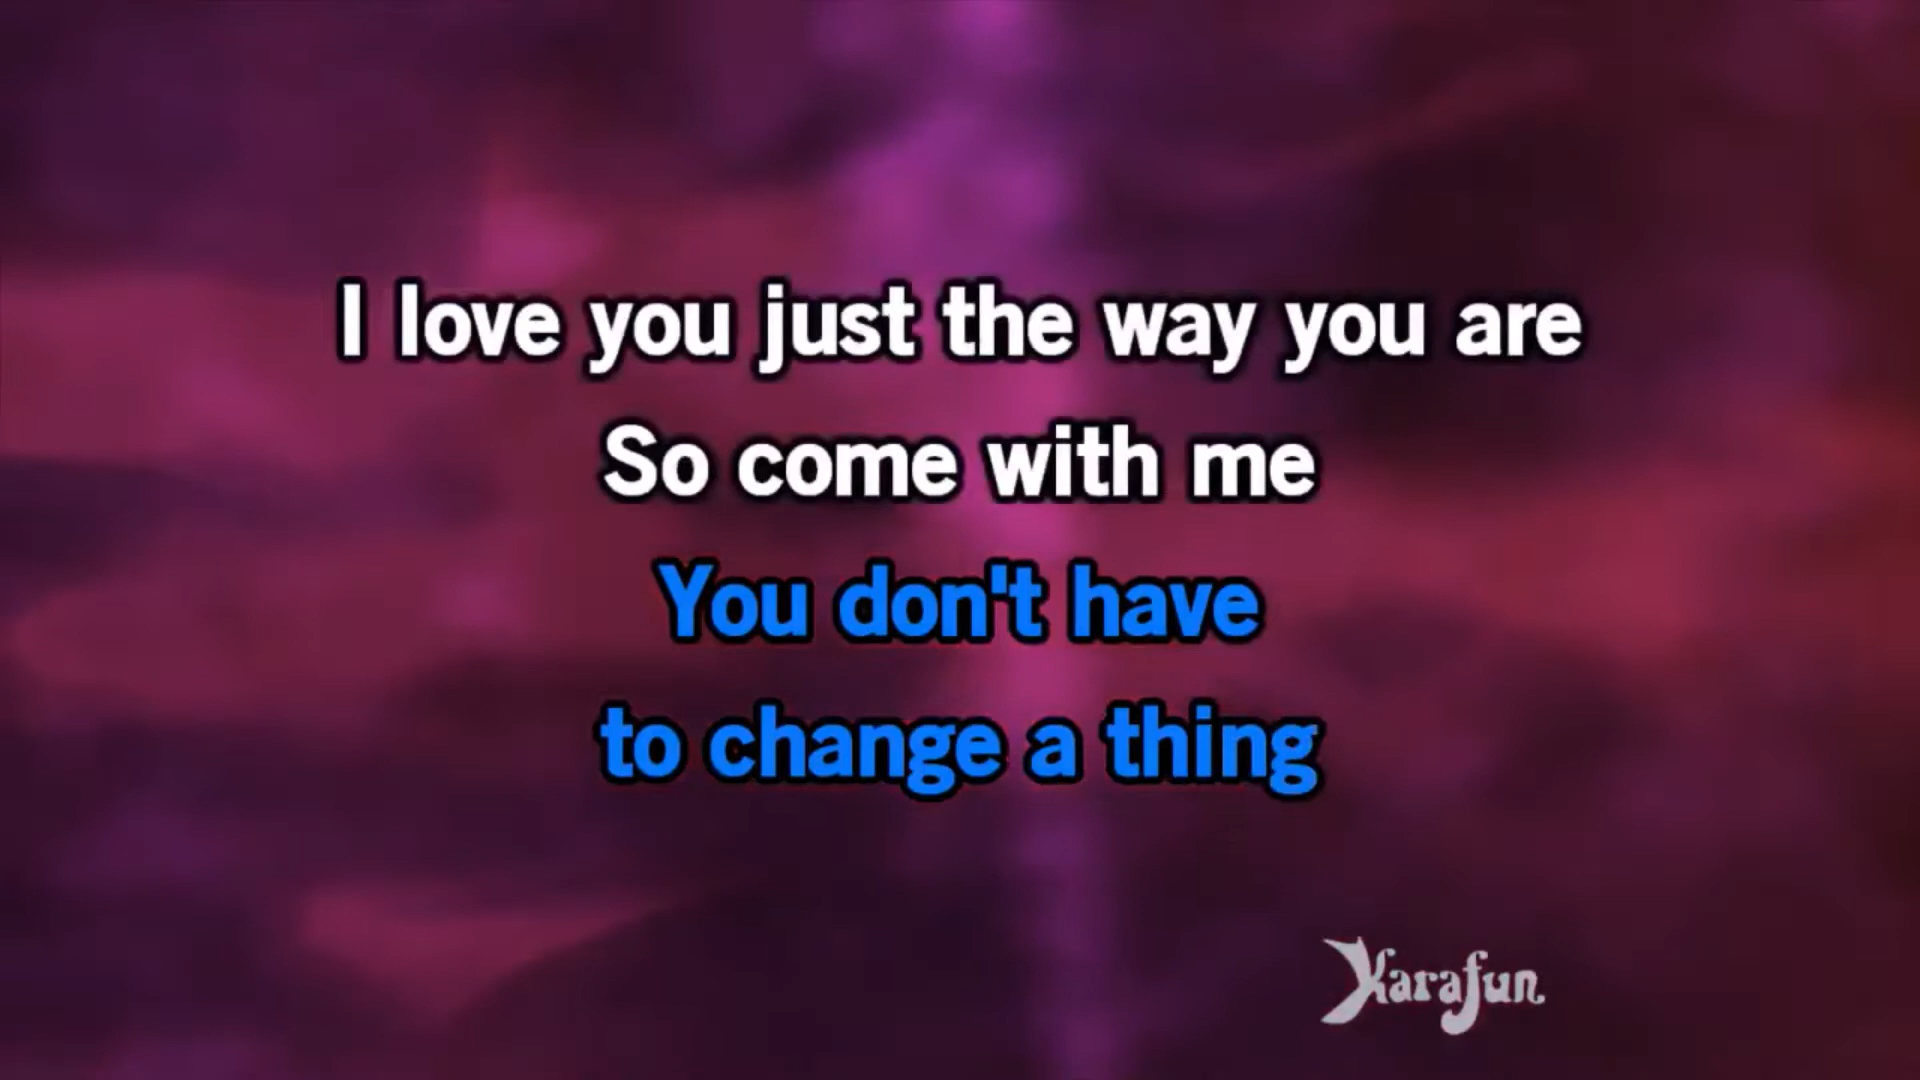 I love you just the way you are
So come with me
You don't have
to change a thing
Karafun